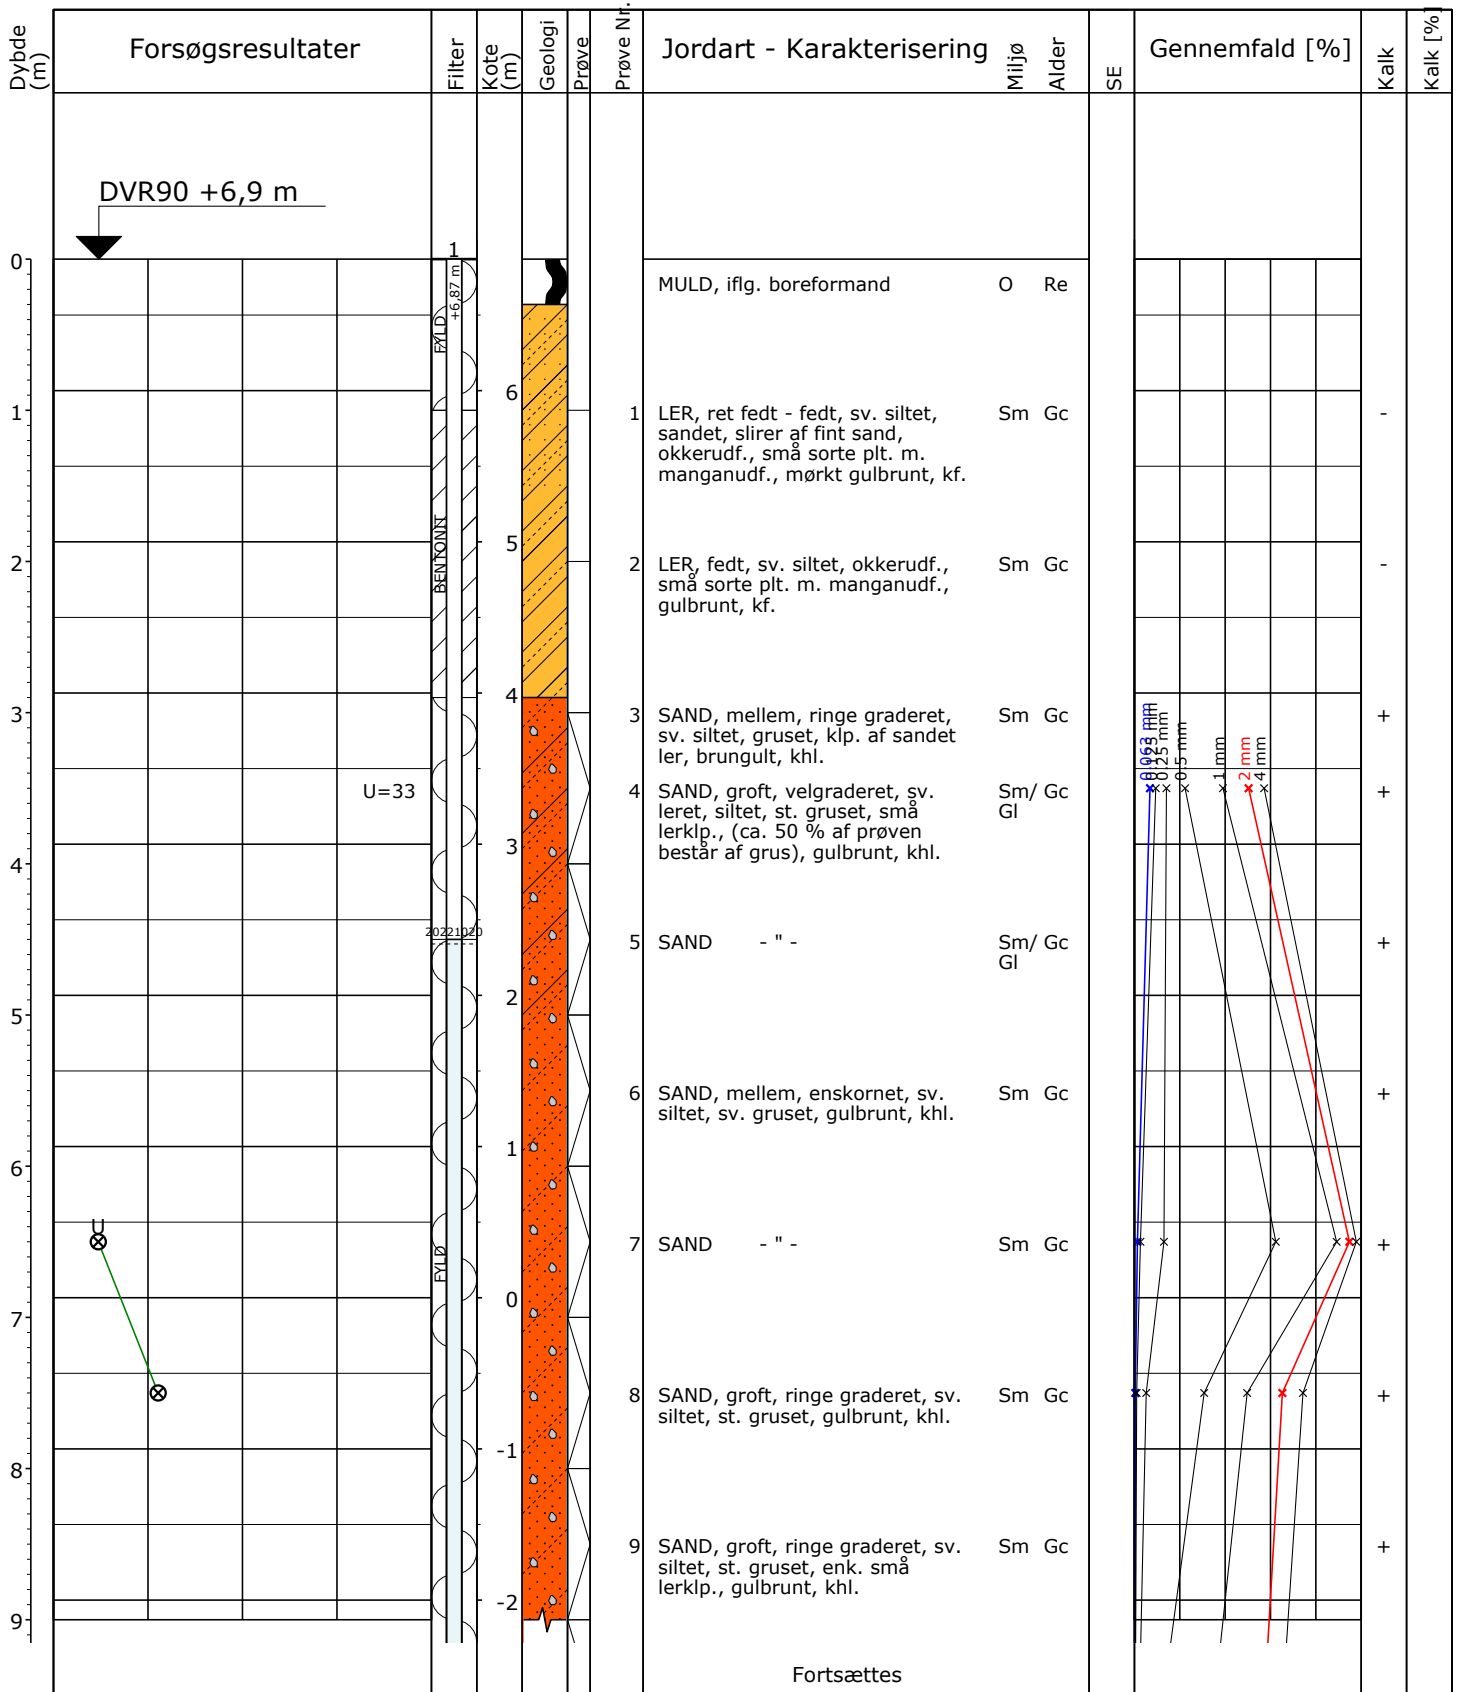 Dybde (m)
Forsøgsresultater
Filter
Kote (m)
Geologi
Prøve
Prøve Nr.
Jordart - Karakterisering
Miljø
Alder
SE
Gennemfald [%]
Kalk
Kalk [%]
DVR90 +6,9 m
1
+6,87 m
0
MULD, iflg. boreformand O Re
FYLD
6
1
1 LER, ret fedt - fedt, sv. siltet, Sm Gc -
sandet, slirer af fint sand,
okkerudf., små sorte plt. m.
manganudf., mørkt gulbrunt, kf.
BENTONIT
5
2
2 LER, fedt, sv. siltet, okkerudf., Sm Gc -
små sorte plt. m. manganudf.,
gulbrunt, kf.
4
3
3 SAND, mellem, ringe graderet, Sm Gc +
sv. siltet, gruset, klp. af sandet
ler, brungult, khl.
0.063 mm
0.125 mm
0.25 mm
0.5 mm
1 mm
2 mm
4 mm
U=33
4 SAND, groft, velgraderet, sv. Sm/ Gc +
leret, siltet, st. gruset, små Gl
lerklp., (ca. 50 % af prøven
består af grus), gulbrunt, khl.
3
4
20221020
5 SAND - " - Sm/ Gc +
Gl
2
5
6 SAND, mellem, enskornet, sv. Sm Gc +
siltet, sv. gruset, gulbrunt, khl.
1
6
U
7 SAND - " - Sm Gc +
FYLD
0
7
8 SAND, groft, ringe graderet, sv. Sm Gc +
siltet, st. gruset, gulbrunt, khl.
-1
8
9 SAND, groft, ringe graderet, sv. Sm Gc +
siltet, st. gruset, enk. små
lerklp., gulbrunt, khl.
-2
9
Fortsættes